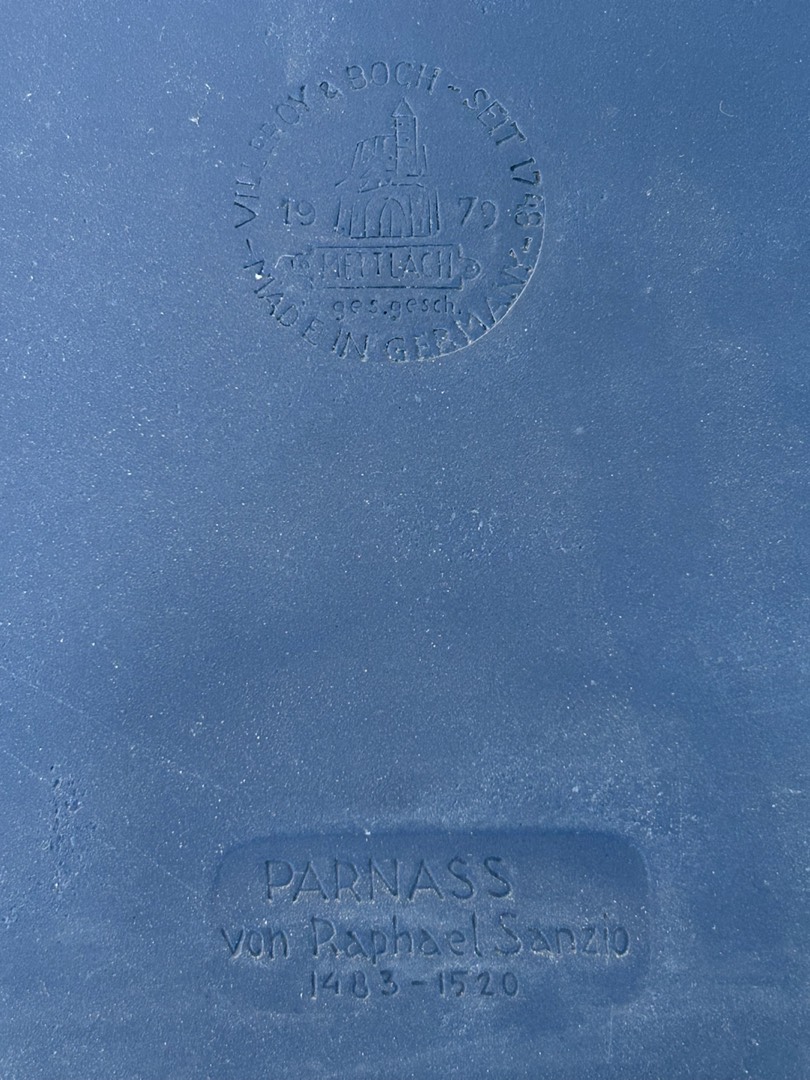 VILLEROY & BOCH ~ SEIT 1748 ~
19 79
METTLACH
ges.gesch.
MADE IN GERMANY ~
PARNASS
von Raphael Sanzio
1483-1520